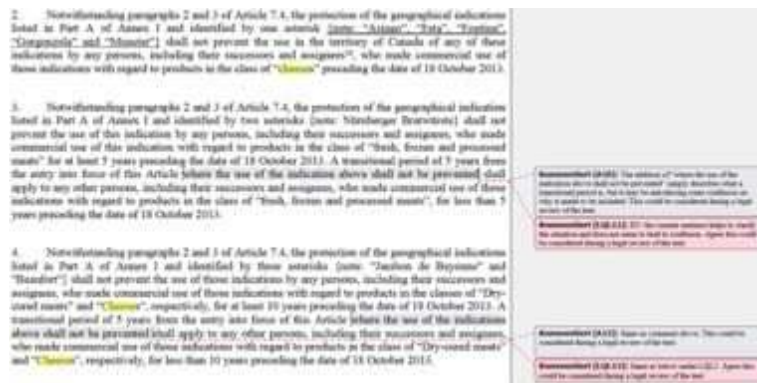 2. Notwithstanding paragraphs 2 and 3 of Article 7.4, the protection of the geographical indications
listed in Part A of Annex I and identified by one asterisk [note: "Asiago", "Feta", "Fontina",
"Gorgonzola" and "Munster"] shall not prevent the use in the territory of Canada of any of these
indications by any persons, including their successors and assignees, who made commercial use of
those indications with regard to products in the class of "cheeses" preceding the date of 18 October 2013.
3. Notwithstanding paragraphs 2 and 3 of Article 7.4, the protection of the geographical indication
listed in Part A of Annex I and identified by two asterisks [note: Nürnberger Bratwürste] shall not
prevent the use of this indication by any persons, including their successors and assignees, who made
commercial use of this indication with regard to products in the class of "fresh, frozen and processed
meats" for at least 5 years preceding the date of 18 October 2013. A transitional period of 5 years from
the entry into force of this Article where the use of the indication above shall not be prevented shall
apply to any other persons, including their successors and assignees, who made commercial use of those
indications with regard to products in the class of "fresh, frozen and processed meats", for less than 5
years preceding the date of 18 October 2013.
4. Notwithstanding paragraphs 2 and 3 of Article 7.4, the protection of the geographical indications
listed in Part A of Annex I and identified by three asterisks [note: "Jambon de Bayonne" and
"Beaufort"] shall not prevent the use of those indications by any persons, including their successors and
assignees, who made commercial use of those indications with regard to products in the classes of "Dry-
cured meats" and "Cheeses", respectively, for at least 10 years preceding the date of 18 October 2013. A
transitional period of 5 years from the entry into force of this Article where the use of the indications
above shall not be prevented shall apply to any other persons, including their successors and assignees,
who made commercial use of those indications with regard to products in the class of "Dry-cured meats"
and "Cheeses", respectively, for less than 10 years preceding the date of 18 October 2013.
could be considered during a legal review of the text.